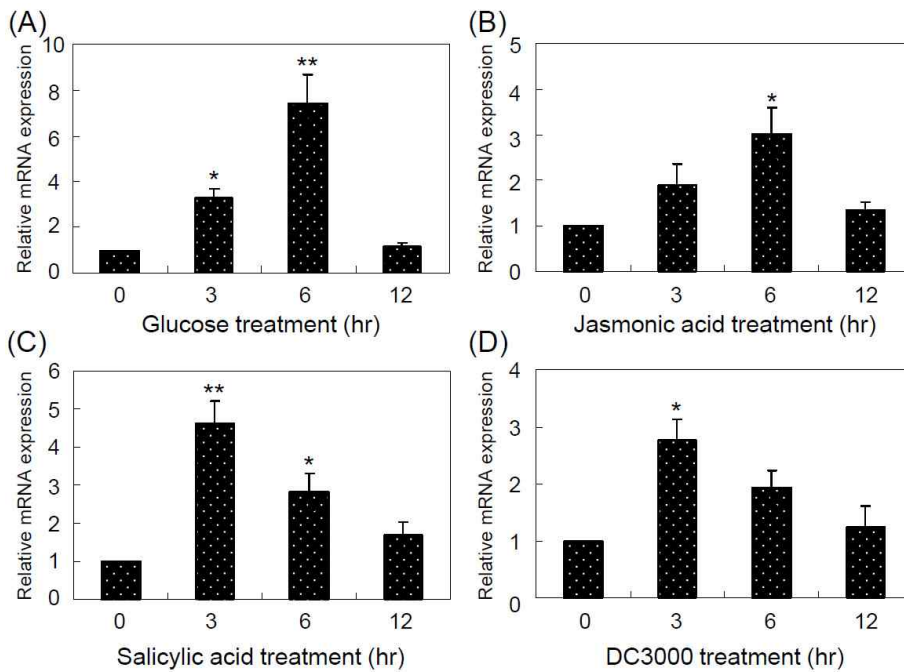 (A)
Relative mRNA expression
10
8
6
4
2
0
*
**
0 3 6 12
Glucose treatment (hr)
(B)
Relative mRNA expression
5
4
3
2
1
0
*
0 3 6 12
Jasmonic acid treatment (hr)
(C)
Relative mRNA expression
6
5
4
3
2
1
0
**
*
0 3 6 12
Salicylic acid treatment (hr)
(D)
Relative mRNA expression
4
3
2
1
0
*
0 3 6 12
DC3000 treatment (hr)